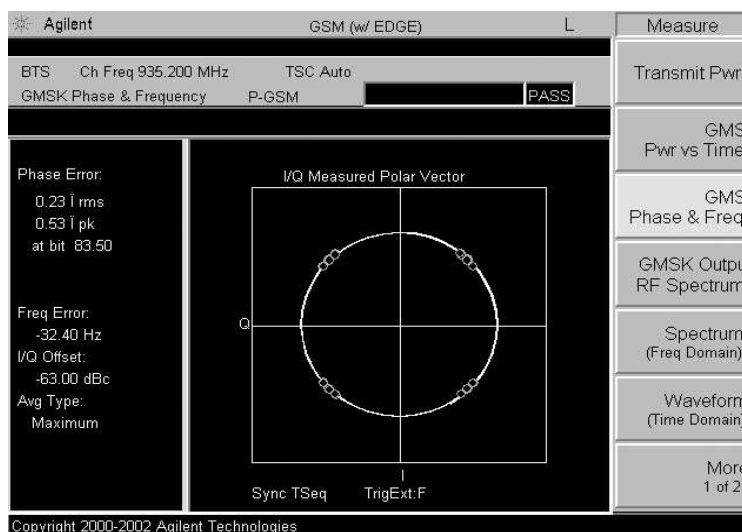 Agilent GSM (w/ EDGE) L Measure
BTS Ch Freq 935.200 MHz TSC Auto
GMSK Phase & Frequency P-GSM PASS
Transmit Pwr
GMS
Pwr vs Time
GMS
Phase & Freq
GMSK Outpu
RF Spectrum
Spectrum
(Freq Domain)
Waveform
(Time Domain)
More
1 of 2
Phase Error:
0.23 Ï rms
0.53 Ï pk
at bit 83.50
Freq Error:
-32.40 Hz
I/Q Offset:
-63.00 dBc
Avg Type:
Maximum
I/Q Measured Polar Vector
Q
I
Sync TSeq TrigExt:F
Copyright 2000-2002 Agilent Technologies